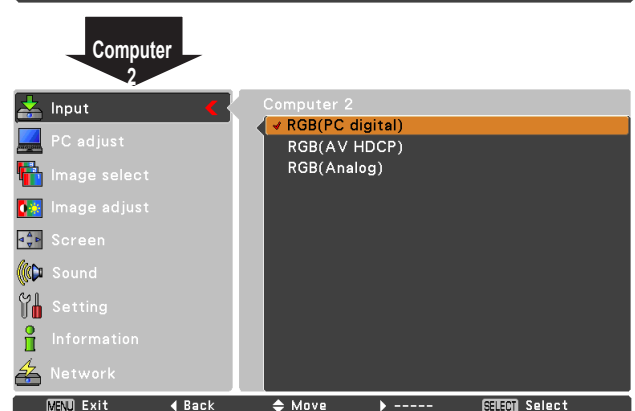 Computer
2
Input
Computer 2
RGB(PC digital)
PC adjust
RGB(AV HDCP)
Image select
RGB(Analog)
Image adjust
Screen
Sound
Setting
Information
Network
MENU Exit
Back
Move
-----
SELECT Select